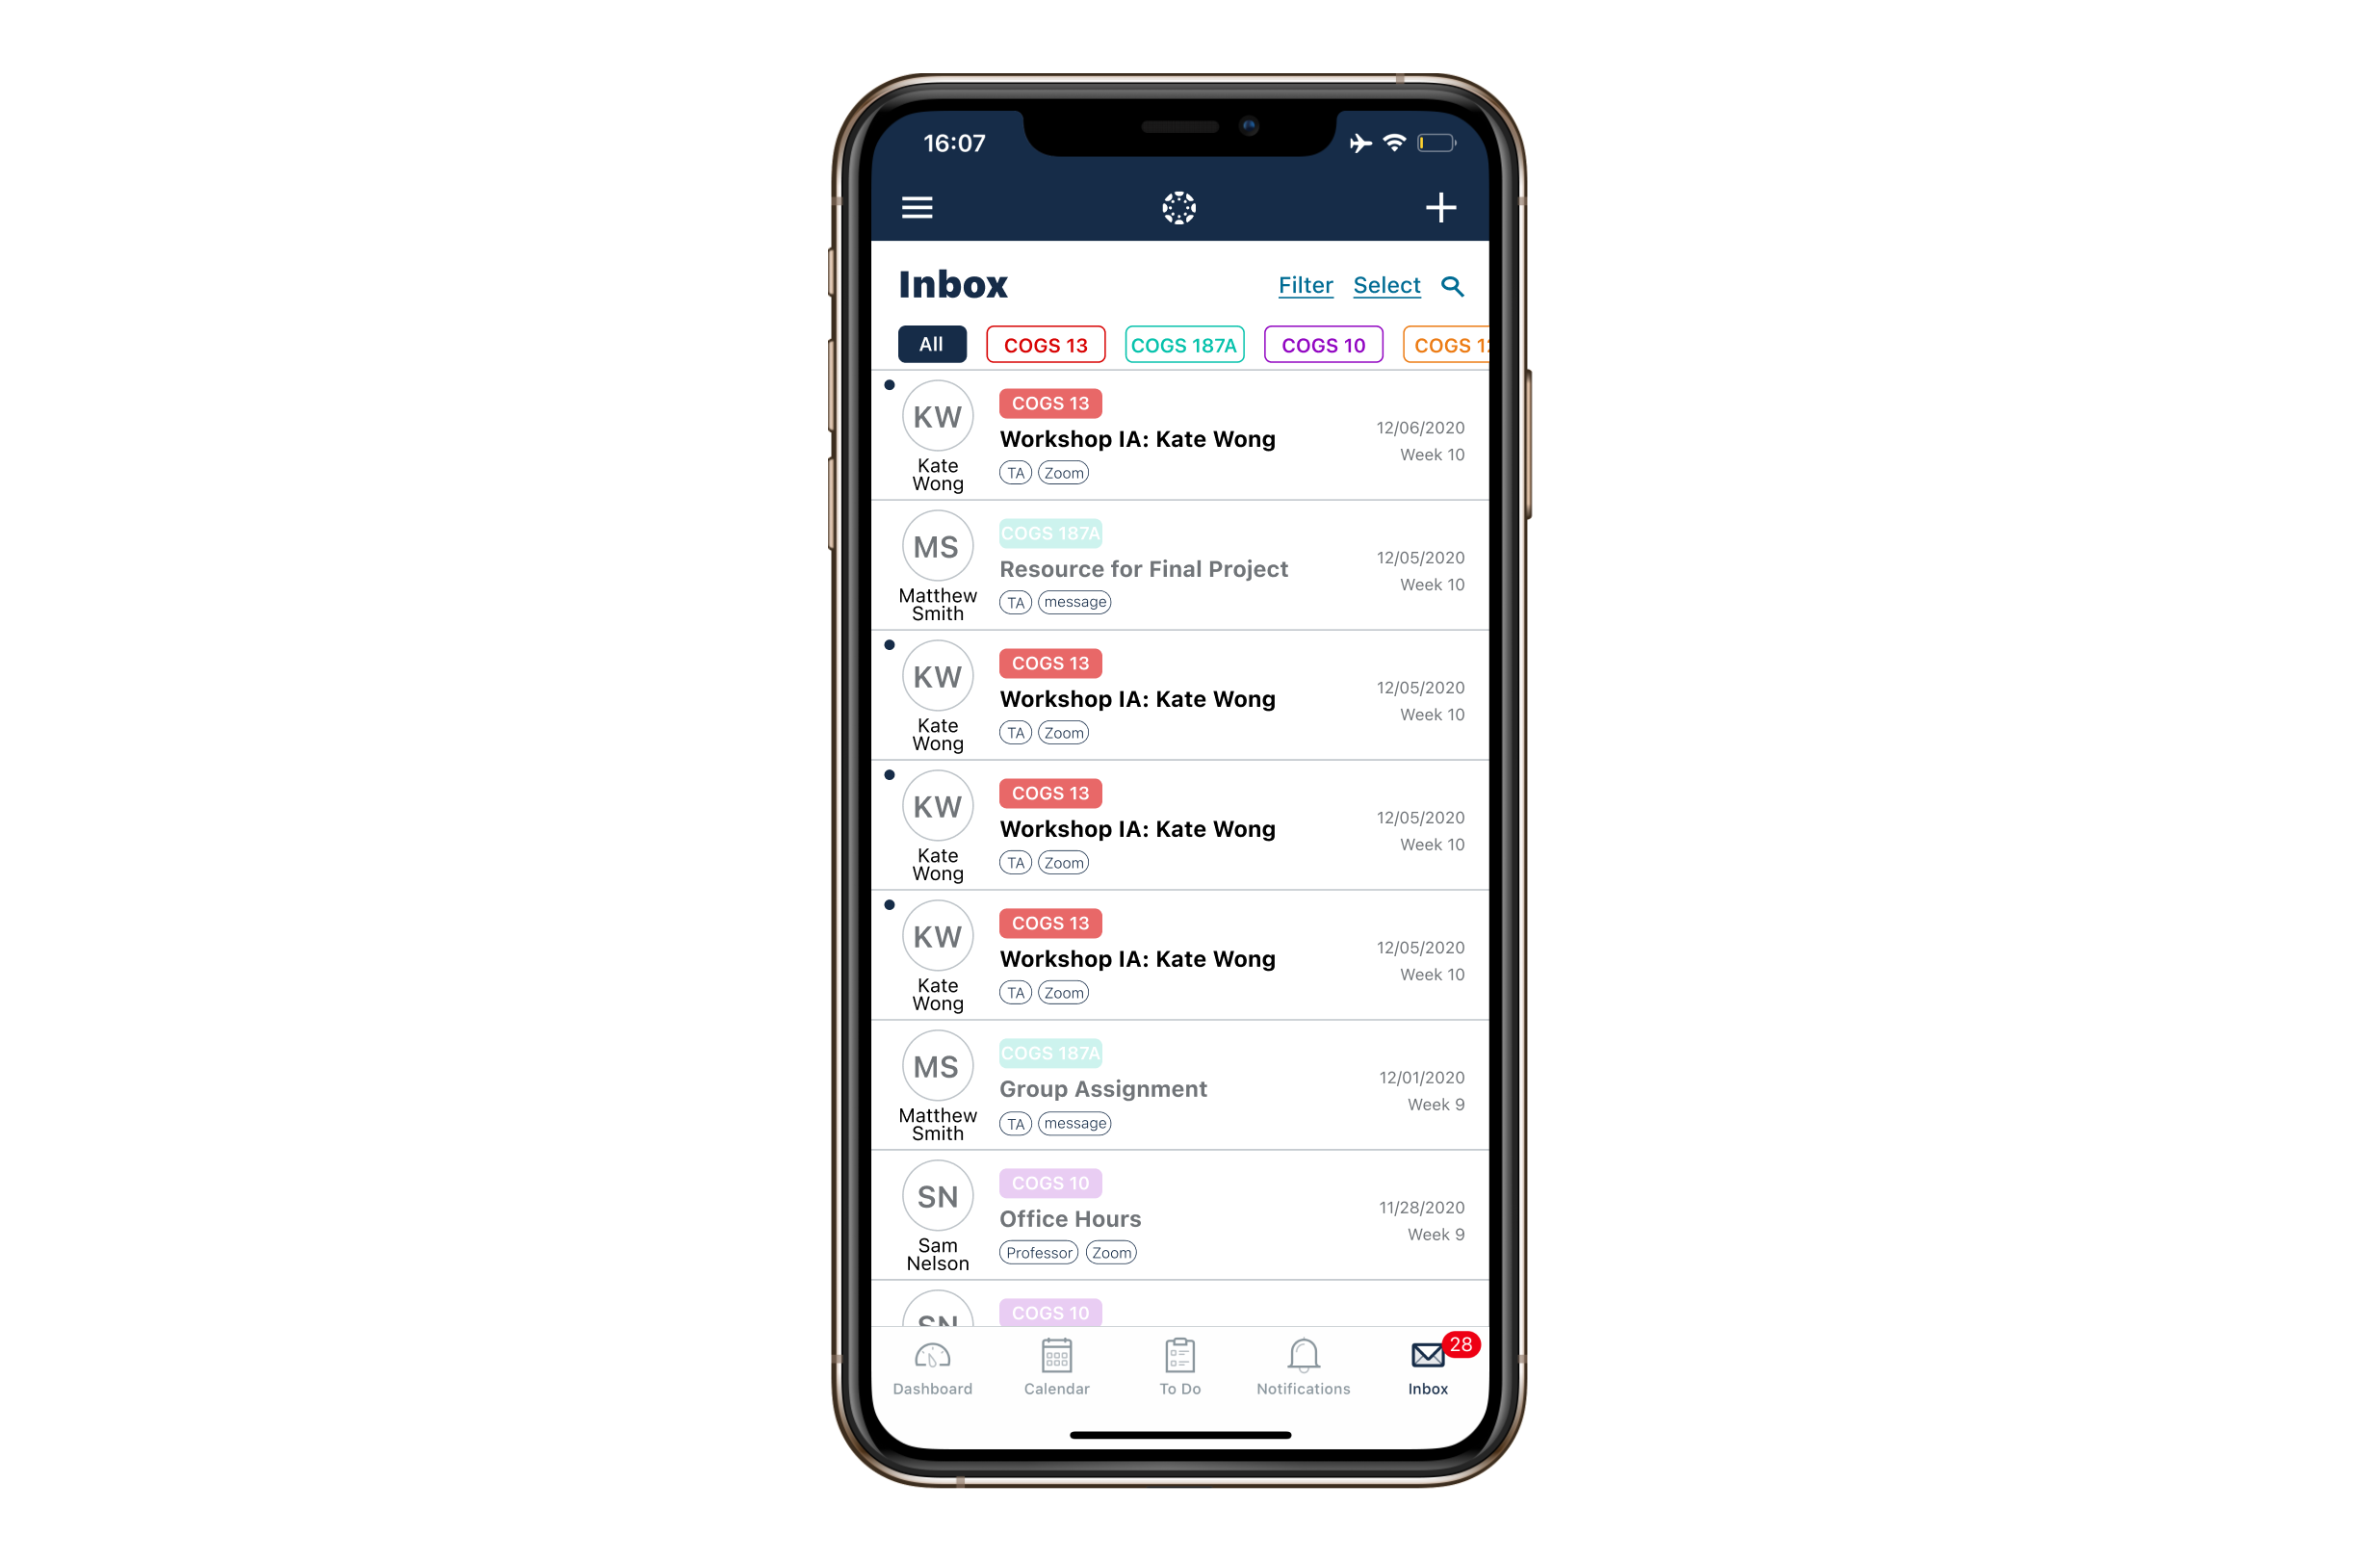 16:07
Inbox
Filter Select
All COGS 13 COGS 187A COGS 10 COGS
KW
Kate
Wong
COGS 13
Workshop IA: Kate Wong
TA Zoom
12/06/2020
Week 10
MS
Matthew
Smith
COGS 187A
Resource for Final Project
TA message
12/05/2020
Week 10
KW
Kate
Wong
COGS 13
Workshop IA: Kate Wong
TA Zoom
12/05/2020
Week 10
KW
Kate
Wong
COGS 13
Workshop IA: Kate Wong
TA Zoom
12/05/2020
Week 10
KW
Kate
Wong
COGS 13
Workshop IA: Kate Wong
TA Zoom
12/05/2020
Week 10
MS
Matthew
Smith
COGS 187A
Group Assignment
TA message
12/01/2020
Week 9
SN
Sam
Nelson
COGS 10
Office Hours
Professor Zoom
11/28/2020
Week 9
SN
COGS 10
28
Dashboard Calendar To Do Notifications Inbox